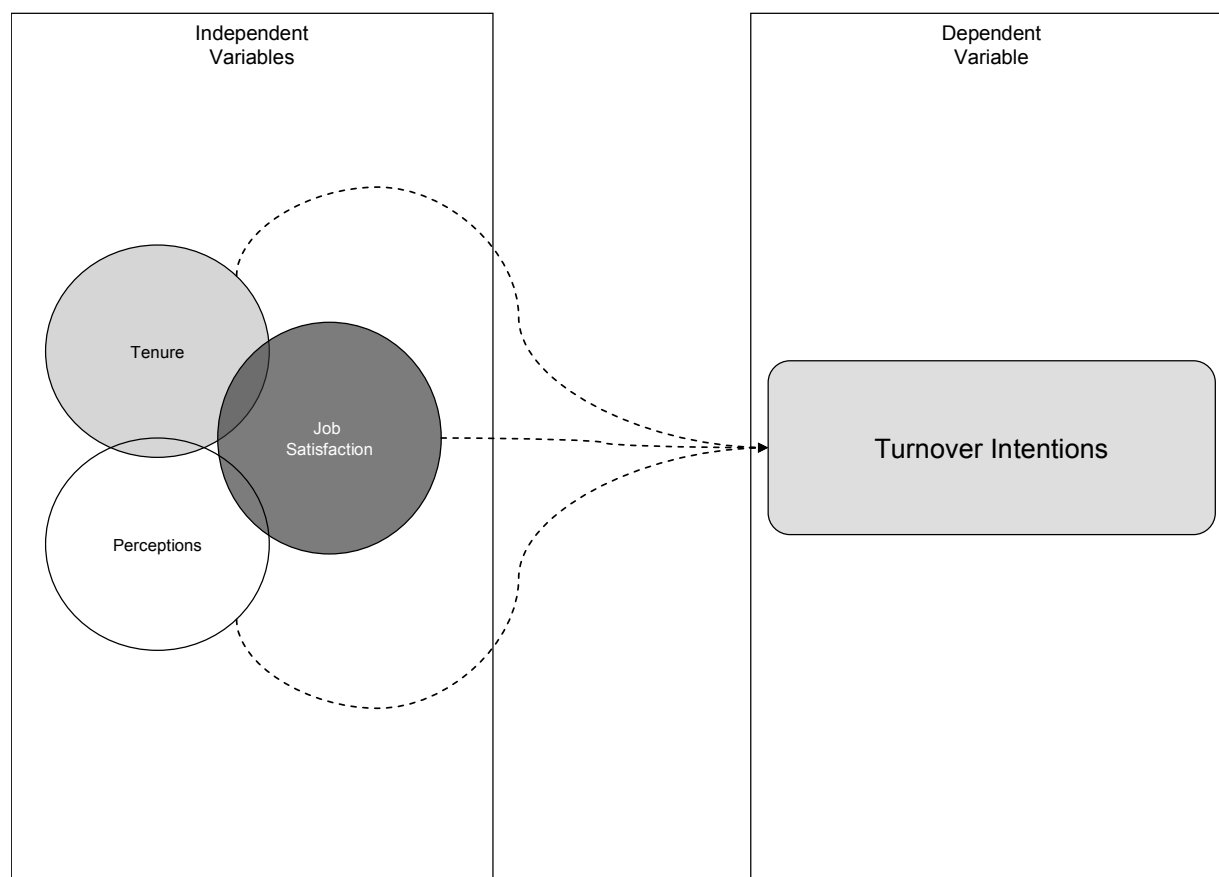 Independent
Variables
Dependent
Variable
Tenure
Job
Satisfaction
Perceptions
Turnover Intentions